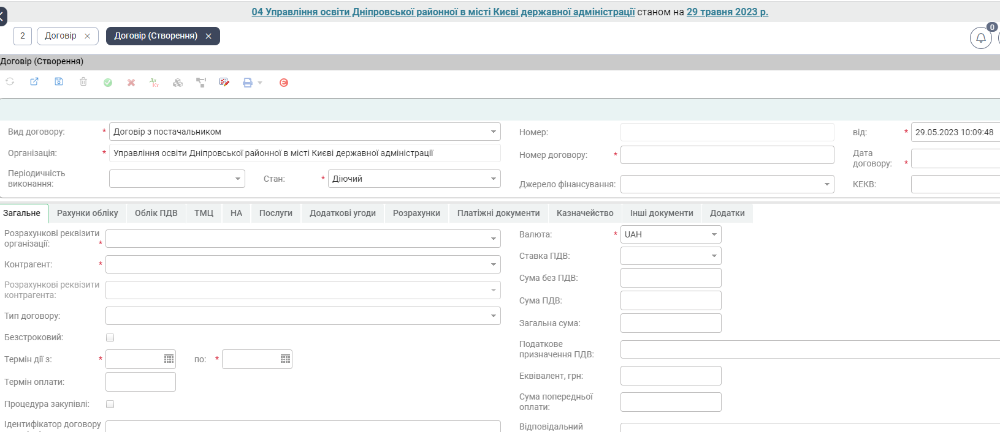 04 Управління освіти Дніпровської районної в місті Києві державної адміністрації станом на 29 травня 2023 р.
2 Договір × Договір (Створення) ×
0
Договір (Створення)
Дт
Кт
Вид договору: * Договір з постачальником
Номер:
від: * 29.05.2023 10:09:48
Організація: * Управління освіти Дніпровської районної в місті Києві державної адміністрації
Номер договору: *
Дата
договору: *
Періодичність
виконання:
Стан: * Діючий
Джерело фінансування:
КЕКВ:
Загальне Рахунки обліку Облік ПДВ ТМЦ НА Послуги Додаткові угоди Розрахунки Платіжні документи Казначейство Інші документи Додатки
Розрахункові реквізити
організації: *
Валюта: * UAH
Ставка ПДВ:
Контрагент: *
Сума без ПДВ:
Розрахункові реквізити
контрагента:
Сума ПДВ:
Тип договору:
Загальна сума:
Безстроковий:
Податкове
призначення ПДВ:
Термін дії з: * по: *
Еквівалент, грн:
Термін оплати:
Сума попередньої
оплати:
Процедура закупівлі:
Ідентифікатор договору
Відповідальний